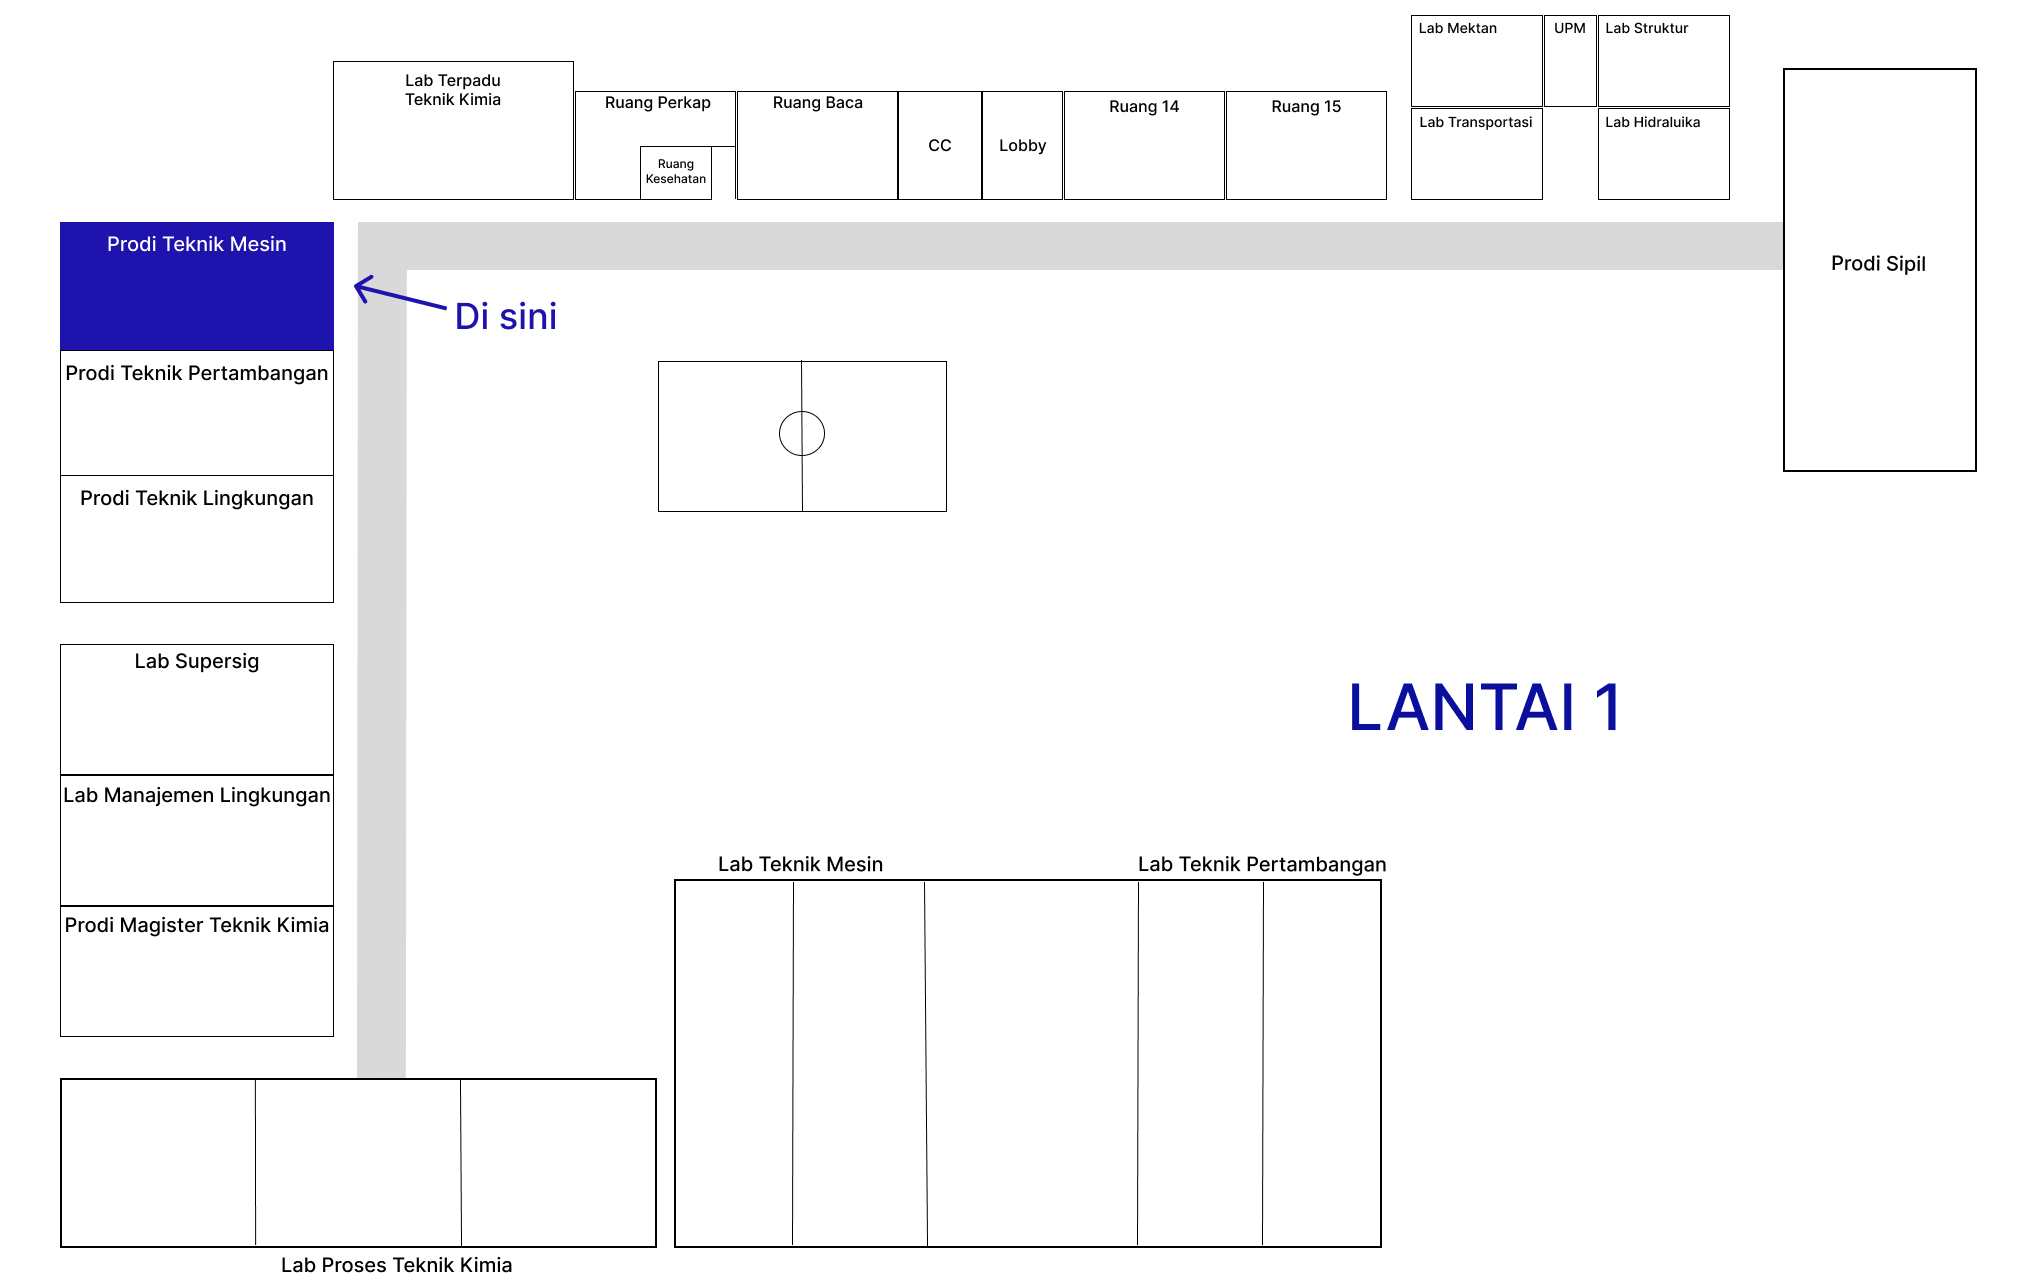 Lab Mektan
UPM
Lab Struktur
Lab Terpadu
Teknik Kimia
Ruang Perkap
Ruang Baca
Ruang 14
Ruang 15
Lab Transportasi
Lab Hidraluika
CC
Lobby
Ruang
Kesehatan
Prodi Teknik Mesin
Prodi Sipil
Di sini
Prodi Teknik Pertambangan
Prodi Teknik Lingkungan
Lab Supersig
LANTAI 1
Lab Manajemen Lingkungan
Lab Teknik Mesin
Lab Teknik Pertambangan
Prodi Magister Teknik Kimia
Lab Proses Teknik Kimia